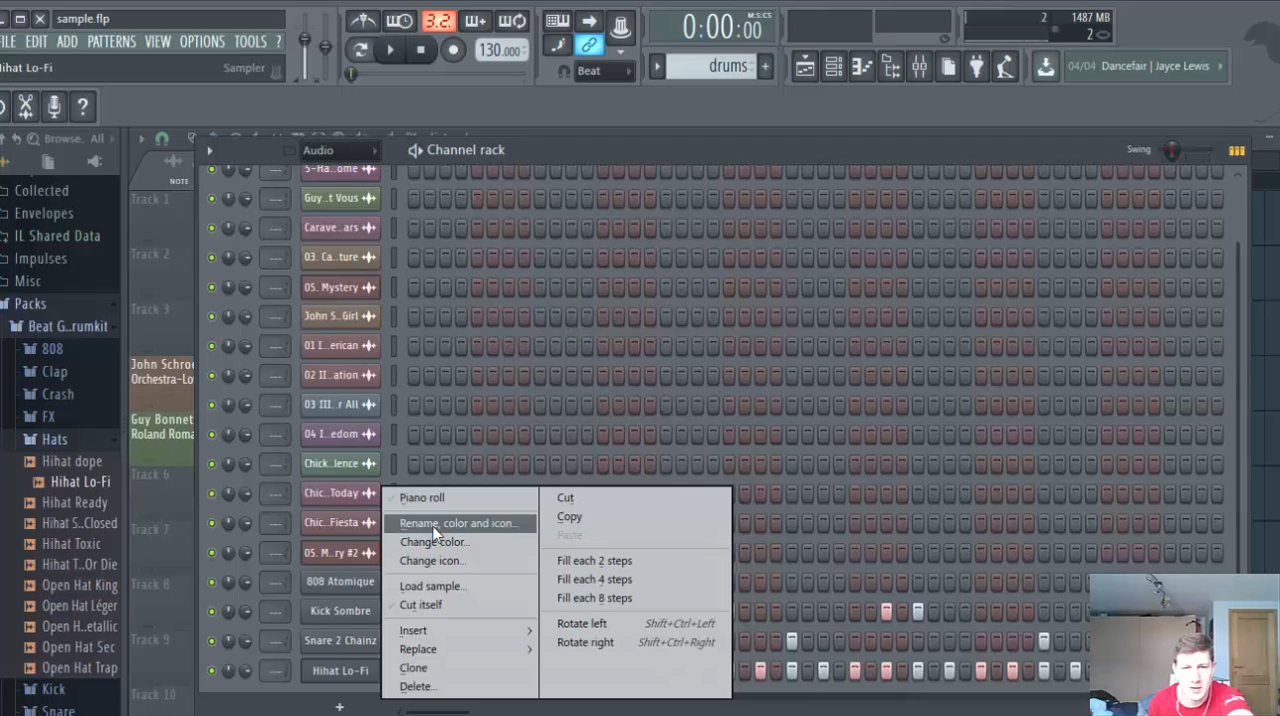 sample.flp
FILE EDIT ADD PATTERNS VIEW OPTIONS TOOLS ?
Hihat Lo-Fi
Sampler
3.2.
130.000
Beat
0:00:00
M:S:CS
drums
2
1487 MB
2
04/04 Dancefair | Jayce Lewis
Browse. All
Collected
Envelopes
IL Shared Data
Impulses
Misc
Packs
Beat G..rumkit
808
Clap
Crash
FX
Hats
Hihat dope
Hihat Lo-Fi
Hihat Ready
Hihat S..Closed
Hihat Toxic
Hihat T..Or Die
Open Hat King
Open Hat Léger
Open H..etallic
Open Hat Sec
Open Hat Trap
Kick
Snare
NOTE
Track 1
Track 2
Track 3
John Schroe
Orchestra-Lo
Guy Bonnet
Roland Roma
Track 6
Track 7
Track 8
Track 9
Track 10
Audio
Channel rack
Swing
S-Ha..ome
Guy..t Vous
Carave..ars
03. Ca..ture
05. Mystery
John S..Girl
01 I..erican
02 II..ation
03 III..r All
04 I..edom
Chick..lence
Chic..Today
Chic..Fiesta
05. M..ry #2
808 Atomique
Kick Sombre
Snare 2 Chainz
Hihat Lo-Fi
+
Piano roll
Rename, color and icon...
Change color...
Change icon...
Load sample...
Cut itself
Insert
Replace
Clone
Delete...
Cut
Copy
Paste
Fill each 2 steps
Fill each 4 steps
Fill each 8 steps
Rotate left Shift+Ctrl+Left
Rotate right Shift+Ctrl+Right